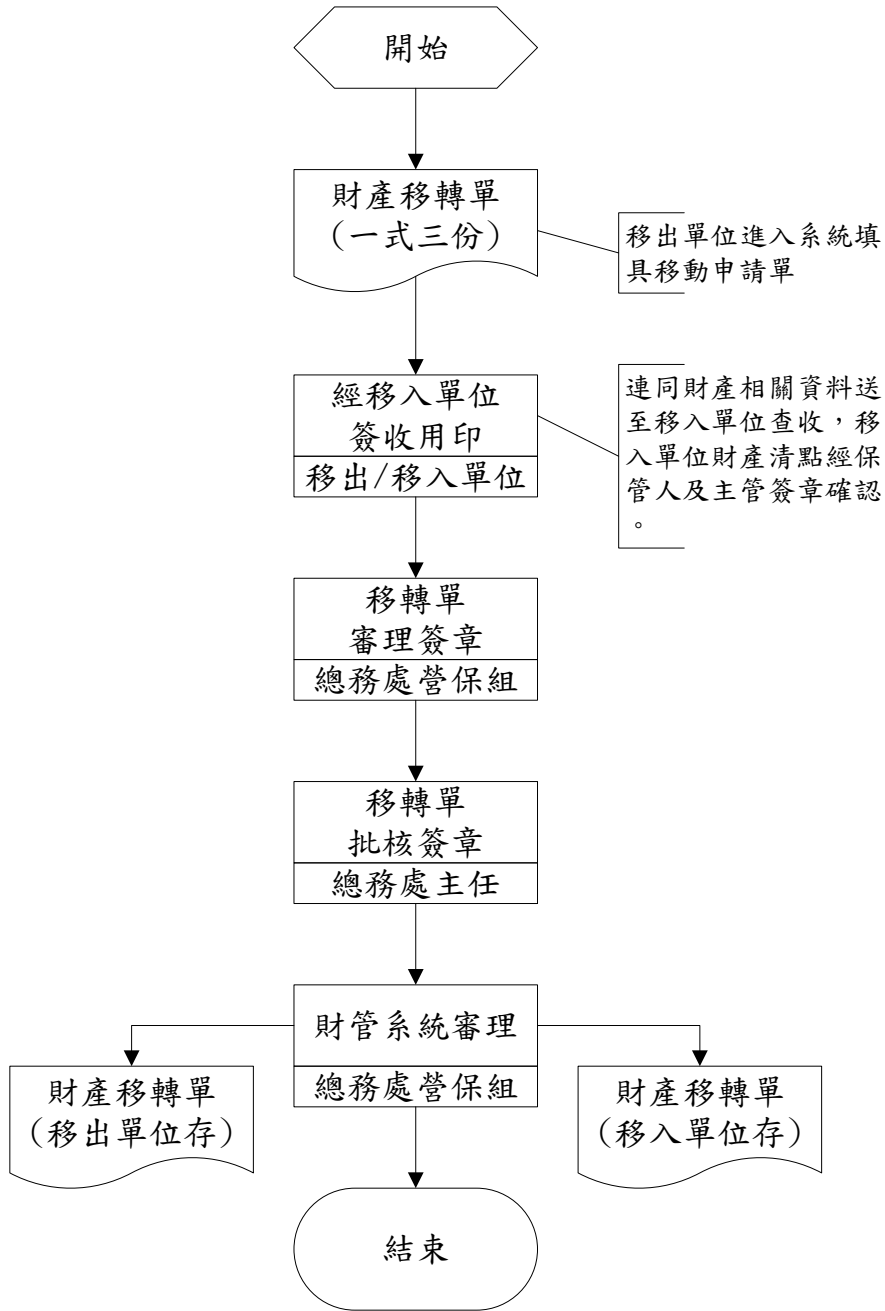 開始
財產移轉單
（一式三份）
移出單位進入系統填
具移動申請單
經移入單位
簽收用印
移出/移入單位
連同財產相關資料送
至移入單位查收，移
入單位財產清點經保
管人及主管簽章確認
。
移轉單
審理簽章
總務處營保組
移轉單
批核簽章
總務處主任
財管系統審理
總務處營保組
財產移轉單
（移出單位存）
財產移轉單
（移入單位存）
結束